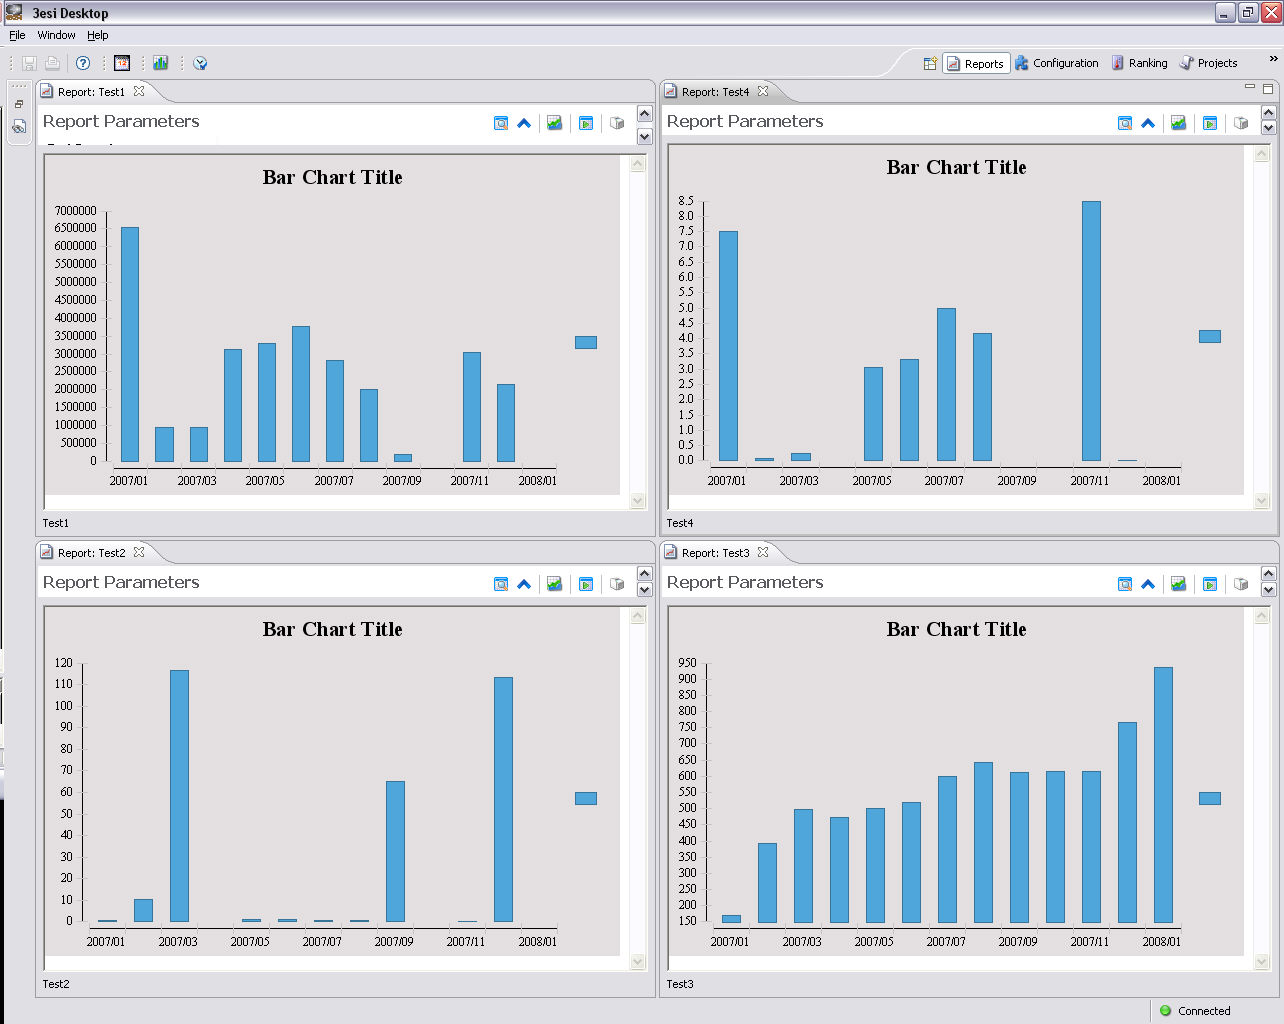 3esi Desktop
File Window Help
Reports Configuration Ranking Projects »
Report: Test1
Report Parameters
Bar Chart Title
7000000
6500000
6000000
5500000
5000000
4500000
4000000
3500000
3000000
2500000
2000000
1500000
1000000
500000
0
2007/01 2007/03 2007/05 2007/07 2007/09 2007/11 2008/01
Test1
Report: Test4
Report Parameters
Bar Chart Title
8.5
8.0
7.5
7.0
6.5
6.0
5.5
5.0
4.5
4.0
3.5
3.0
2.5
2.0
1.5
1.0
0.5
0.0
2007/01 2007/03 2007/05 2007/07 2007/09 2007/11 2008/01
Test4
Report: Test2
Report Parameters
Bar Chart Title
120
110
100
90
80
70
60
50
40
30
20
10
0
2007/01 2007/03 2007/05 2007/07 2007/09 2007/11 2008/01
Test2
Report: Test3
Report Parameters
Bar Chart Title
950
900
850
800
750
700
650
600
550
500
450
400
350
300
250
200
150
2007/01 2007/03 2007/05 2007/07 2007/09 2007/11 2008/01
Test3
Connected